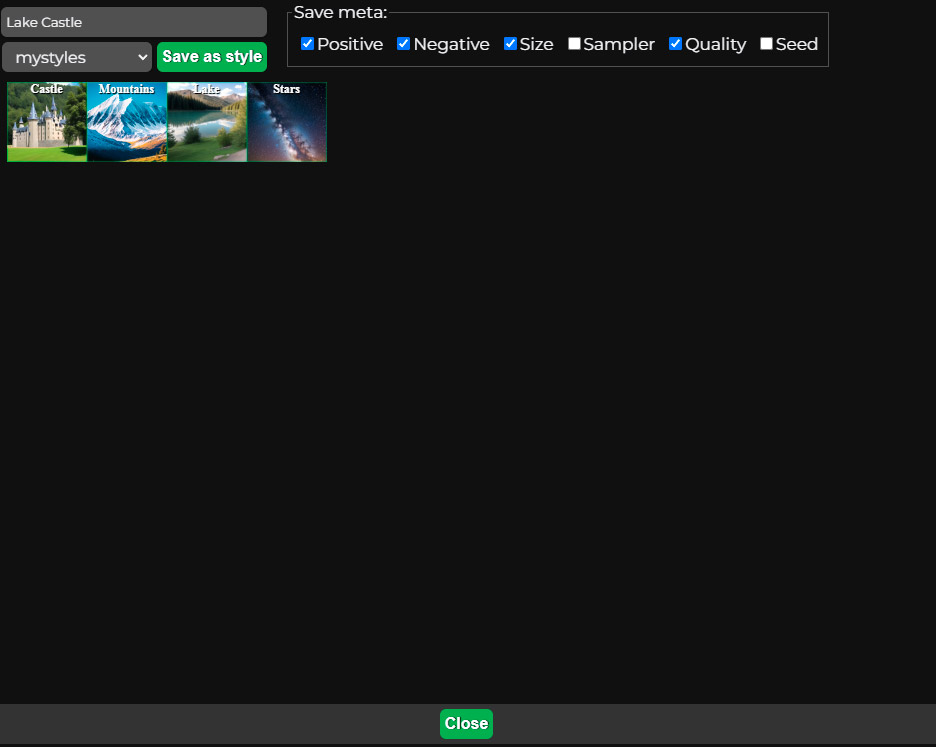 Lake Castle
mystyles Save as style
Save meta:
Positive Negative Size Sampler Quality Seed
Castle Mountains Lake Stars
Close